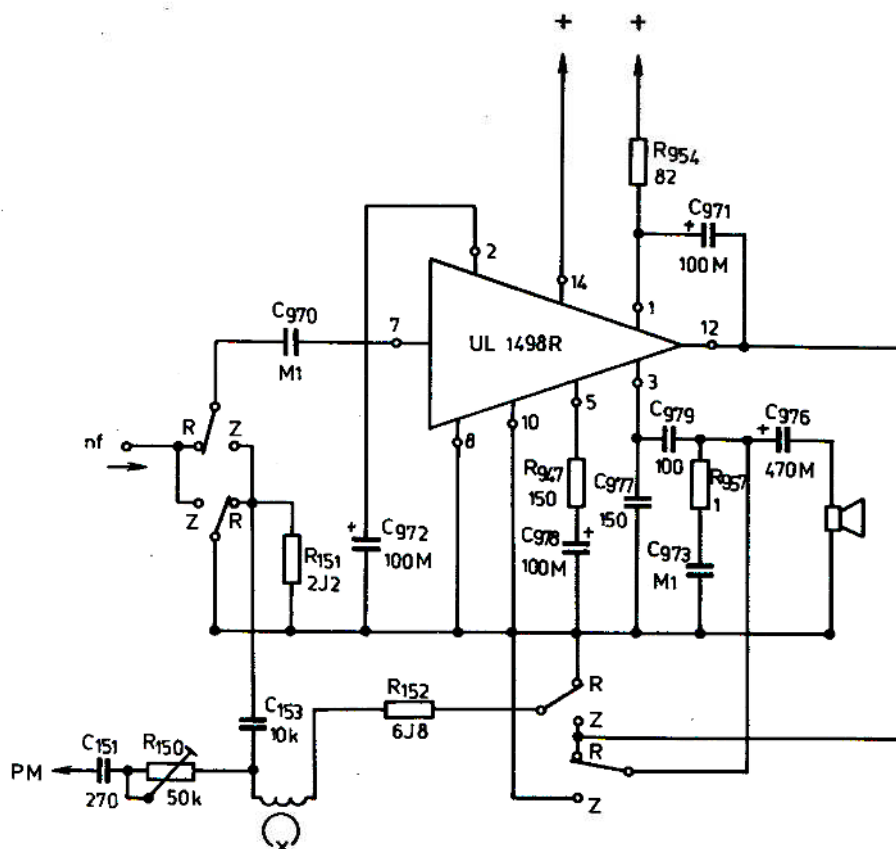 + +
R954
82
C971
+
100M
2
14
1
C970
M1
7
UL 1498R
12
3
5
10
8
nf
R Z
Z R
R151
2J2
+
C972
100M
R947
150
C978
+
100M
C977
150
C979
100
R957
1
C973
M1
C976
+
470M
R152
6J8
R
Z
R
Z
C153
10k
C151
270
R150
50k
PM
X